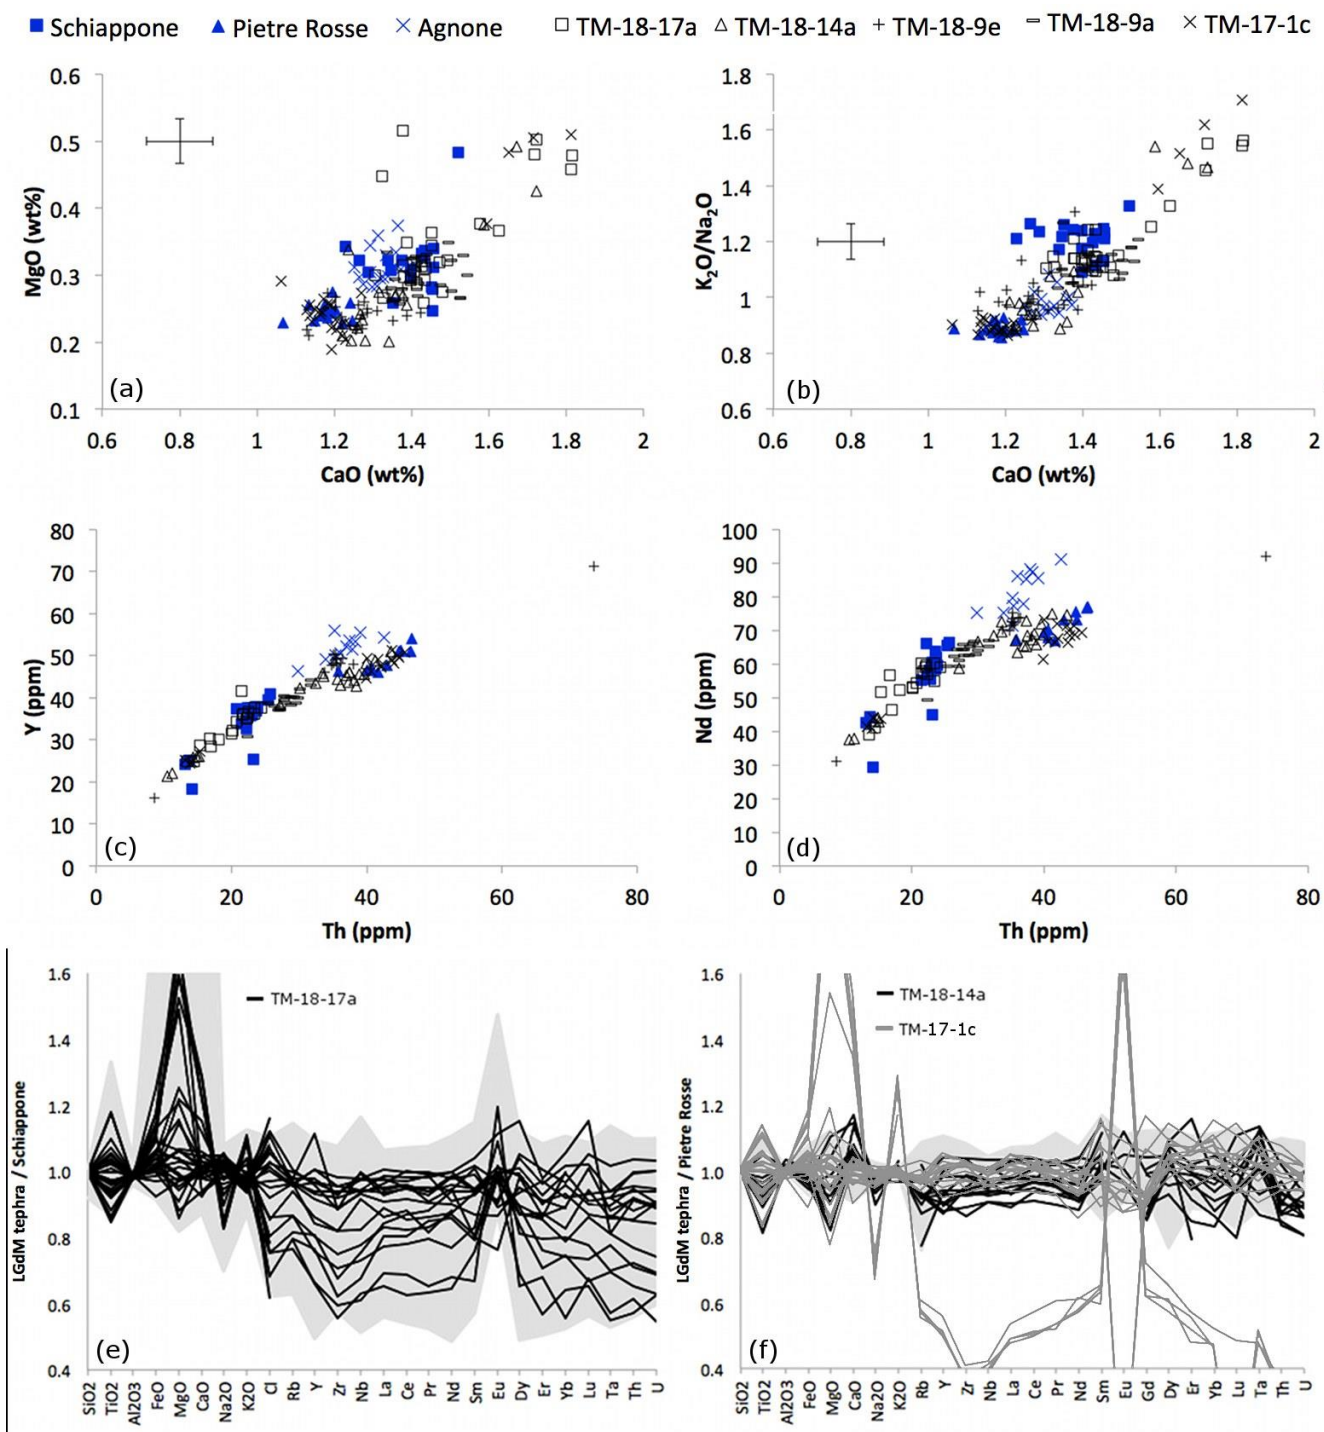 Schiappone Pietre Rosse Agnone TM-18-17a TM-18-14a TM-18-9e TM-18-9a TM-17-1c
0.6
0.5
0.4
0.3
0.2
0.1
MgO (wt%)
(a)
0.6 0.8 1 1.2 1.4 1.6 1.8 2
CaO (wt%)
1.8
1.6
1.4
1.2
1
0.8
0.6
K2O/Na2O
(b)
0.6 0.8 1 1.2 1.4 1.6 1.8 2
CaO (wt%)
80
70
60
50
40
30
20
10
0
Y (ppm)
(c)
0 20 40 60 80
Th (ppm)
100
90
80
70
60
50
40
30
20
10
0
Nd (ppm)
(d)
0 20 40 60 80
Th (ppm)
1.6
1.4
1.2
1.0
0.8
0.6
0.4
LGdM tephra / Schiappone
TM-18-17a
(e)
SiO2 TiO2 Al2O3 FeO MgO CaO Na2O K2O Cl Rb Y Zr Nb La Ce Pr Nd Sm Eu Dy Er Yb Lu Ta Th U
1.6
1.4
1.2
1.0
0.8
0.6
0.4
LGdM tephra / Pietre Rosse
TM-18-14a
TM-17-1c
(f)
SiO2 TiO2 Al2O3 FeO MgO CaO Na2O K2O Rb Y Zr Nb La Ce Pr Nd Sm Eu Gd Dy Er Yb Lu Ta Th U